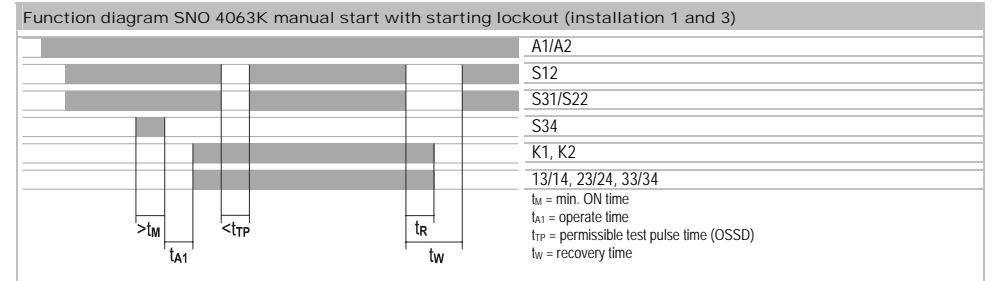 Function diagram SNO 4063K manual start with starting lockout (installation 1 and 3)
A1/A2
S12
S31/S22
S34
K1, K2
13/14, 23/24, 33/34
tM = min. ON time
tA1 = operate time
tTP = permissible test pulse time (OSSD)
tW = recovery time
>tM
<tTP
tR
tA1
tw